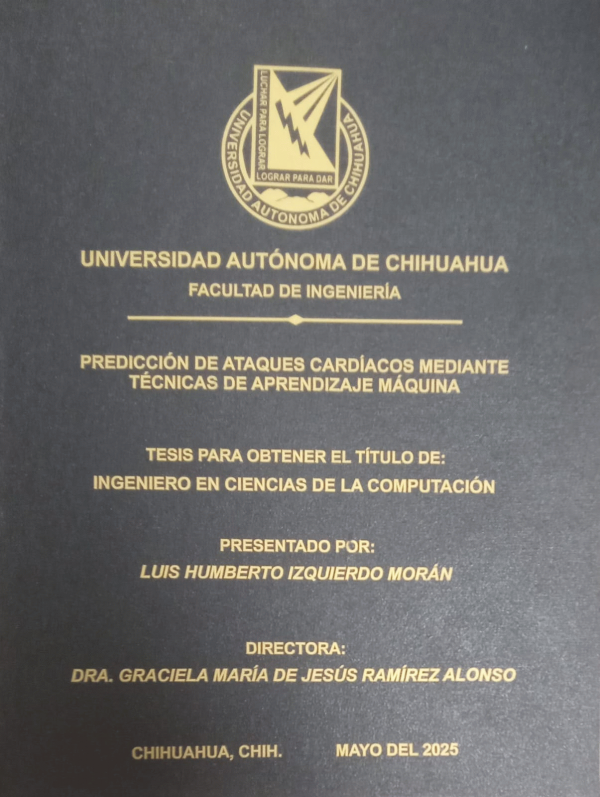 LUCHAR PARA LOGRAR
LOGRAR PARA DAR
UNIVERSIDAD AUTONOMA DE CHIHUAHUA
UNIVERSIDAD AUTÓNOMA DE CHIHUAHUA
FACULTAD DE INGENIERÍA
PREDICCIÓN DE ATAQUES CARDÍACOS MEDIANTE
TÉCNICAS DE APRENDIZAJE MÁQUINA
TESIS PARA OBTENER EL TÍTULO DE:
INGENIERO EN CIENCIAS DE LA COMPUTACIÓN
PRESENTADO POR:
LUIS HUMBERTO IZQUIERDO MORÁN
DIRECTORA:
DRA. GRACIELA MARÍA DE JESÚS RAMÍREZ ALONSO
CHIHUAHUA, CHIH. MAYO DEL 2025